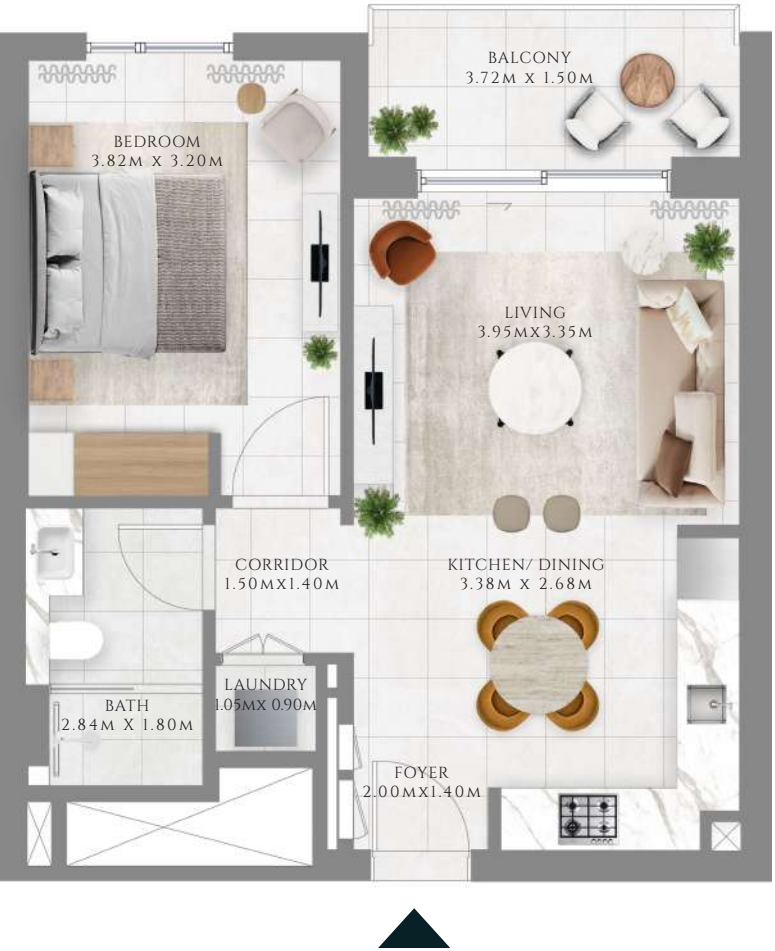 BALCONY
3.72M X 1.50M
BEDROOM
3.82M X 3.20M
LIVING
3.95MX3.35M
CORRIDOR
1.50MX1.40M
KITCHEN/ DINING
3.38M X 2.68M
LAUNDRY
1.05MX 0.90M
BATH
2.84M X 1.80M
FOYER
2.00MX1.40M